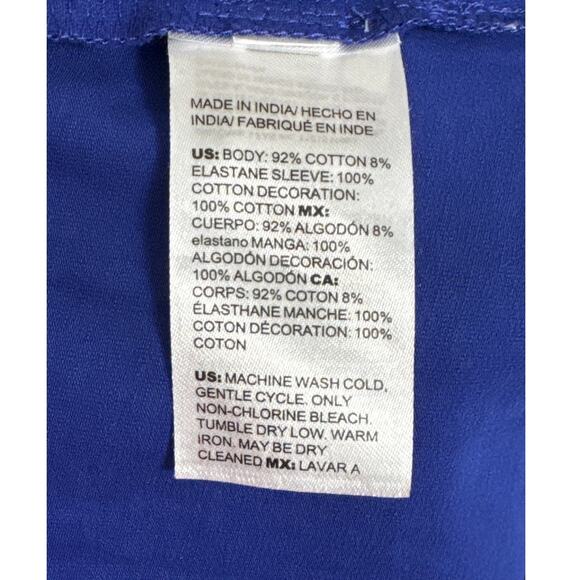 MADE IN INDIA/ HECHO EN
INDIA/ FABRIQUÉ EN INDE
US: BODY: 92% COTTON 8%
ELASTANE SLEEVE: 100%
COTTON DECORATION:
100% COTTON MX:
CUERPO: 92% ALGODÓN 8%
elastano MANGA: 100%
ALGODÓN DECORACIÓN:
100% ALGODÓN CA:
CORPS: 92% COTON 8%
ÉLASTHANE MANCHE: 100%
COTON DÉCORATION: 100%
COTON
US: MACHINE WASH COLD,
GENTLE CYCLE. ONLY
NON-CHLORINE BLEACH.
TUMBLE DRY LOW. WARM
IRON. MAY BE DRY
CLEANED MX: LAVAR A